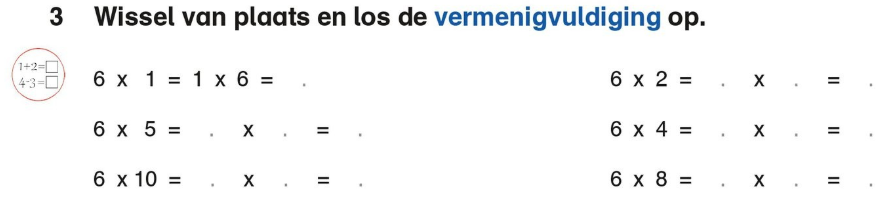 3 Wissel van plaats en los de vermenigvuldiging op.
1+2=□
4-3=□
6 x 1 = 1 x 6 = .
6 x 2 = . x . = .
6 x 5 = . x . = .
6 x 4 = . x . = .
6 x 10 = . x . = .
6 x 8 = . x . = .